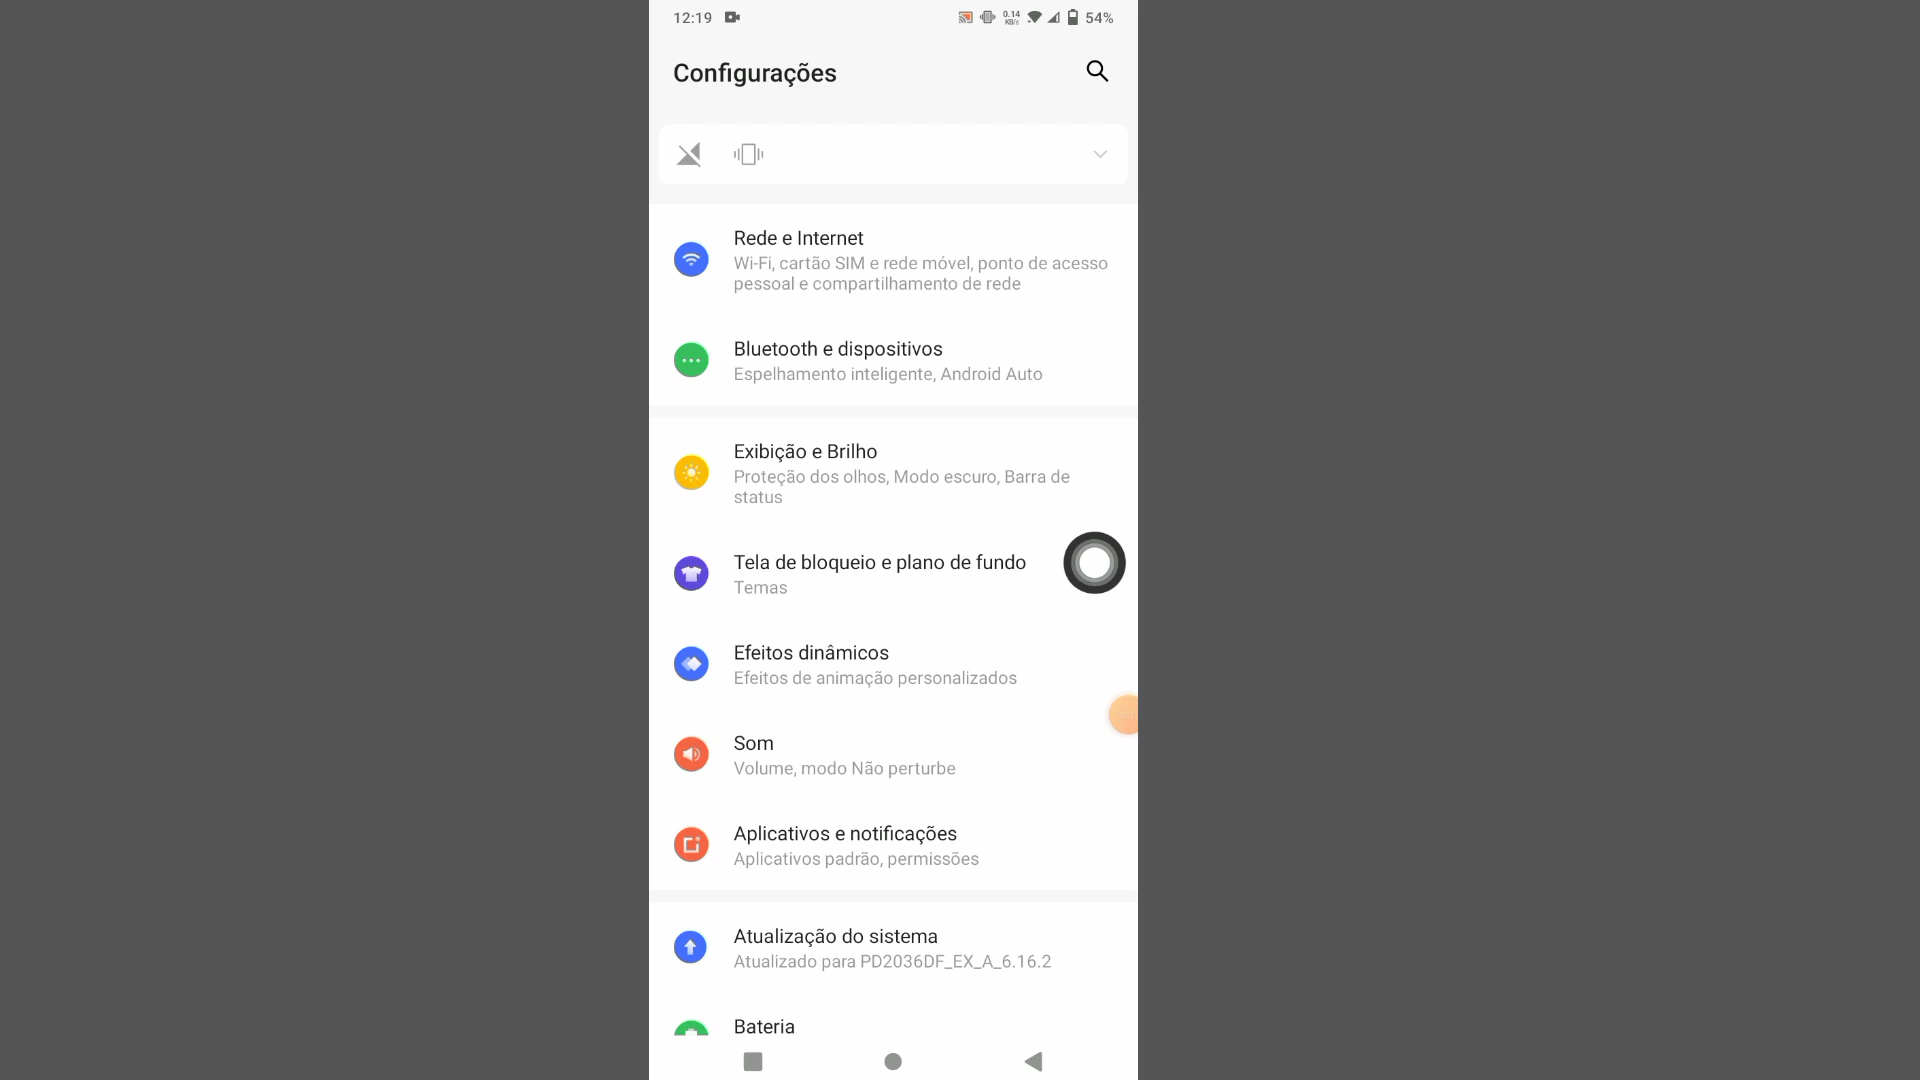 12:19
0.14
KB/s
54%
Configurações
Rede e Internet
Wi-Fi, cartão SIM e rede móvel, ponto de acesso
pessoal e compartilhamento de rede
Bluetooth e dispositivos
Espelhamento inteligente, Android Auto
Exibição e Brilho
Proteção dos olhos, Modo escuro, Barra de
status
Tela de bloqueio e plano de fundo
Temas
Efeitos dinâmicos
Efeitos de animação personalizados
Som
Volume, modo Não perturbe
Aplicativos e notificações
Aplicativos padrão, permissões
Atualização do sistema
Atualizado para PD2036DF_EX_A_6.16.2
Bateria